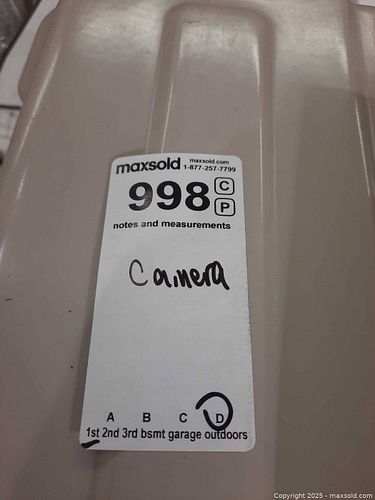 maxsold maxsold.com
1-877-257-7799
998 C
P
notes and measurements
Camera
A B C D
1st 2nd 3rd bsmt garage outdoors
Copyright © 2025 - maxsold.com